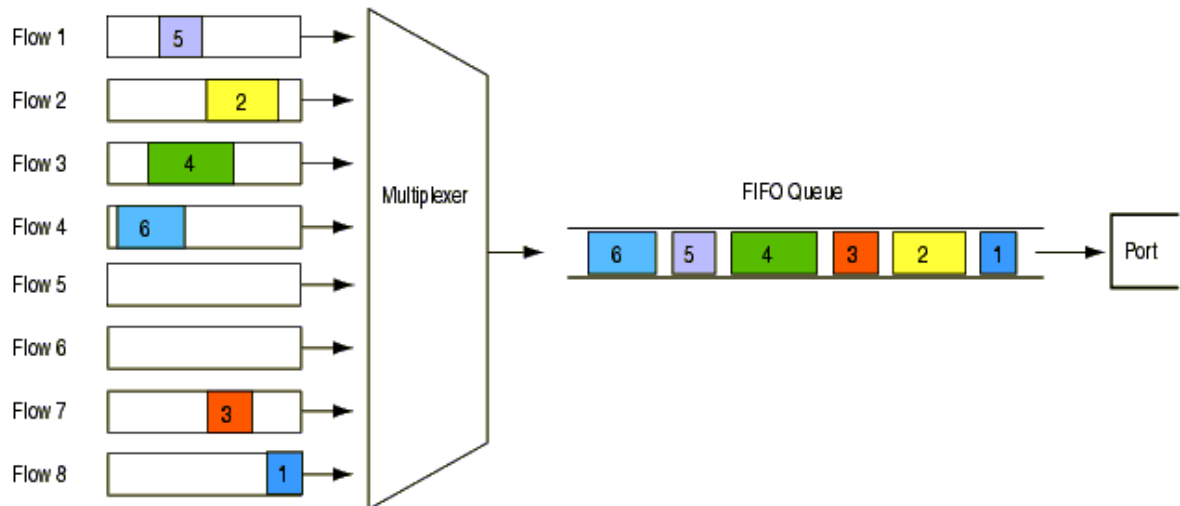 Flow 1
5
Flow 2
2
Flow 3
4
Flow 4
6
Flow 5
Flow 6
Flow 7
3
Flow 8
1
Multiplexer
FIFO Queue
6 5 4 3 2 1
Port